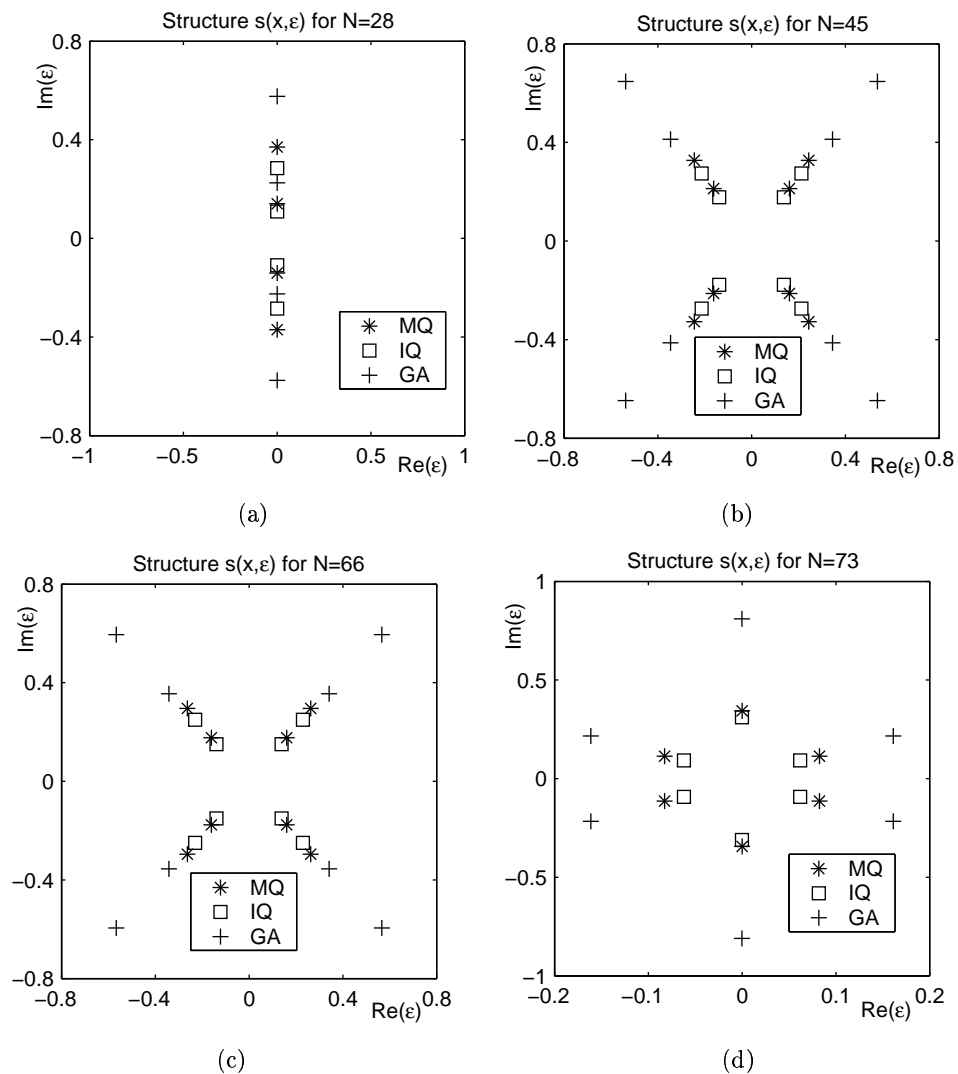 Structure s(x,ε) for N=28
Im(ε)
0.8
0.4
0
−0.4
−0.8
−1
−0.5
0
0.5
1
Re(ε)
MQ
IQ
GA
(a)
Structure s(x,ε) for N=45
Im(ε)
0.8
0.4
0
−0.4
−0.8
−0.8
−0.4
0
0.4
0.8
Re(ε)
MQ
IQ
GA
(b)
Structure s(x,ε) for N=66
Im(ε)
0.8
0.4
0
−0.4
−0.8
−0.8
−0.4
0
0.4
0.8
Re(ε)
MQ
IQ
GA
(c)
Structure s(x,ε) for N=73
Im(ε)
1
0.5
0
−0.5
−1
−0.2
−0.1
0
0.1
0.2
Re(ε)
MQ
IQ
GA
(d)